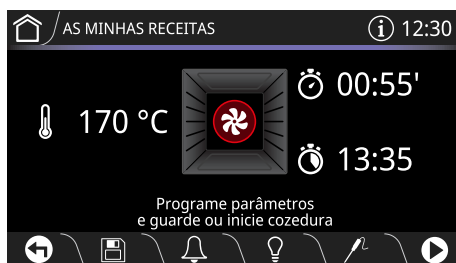 AS MINHAS RECEITAS
i 12:30
00:55'
170 °C
13:35
Programe parâmetros
e guarde ou inicie cozedura